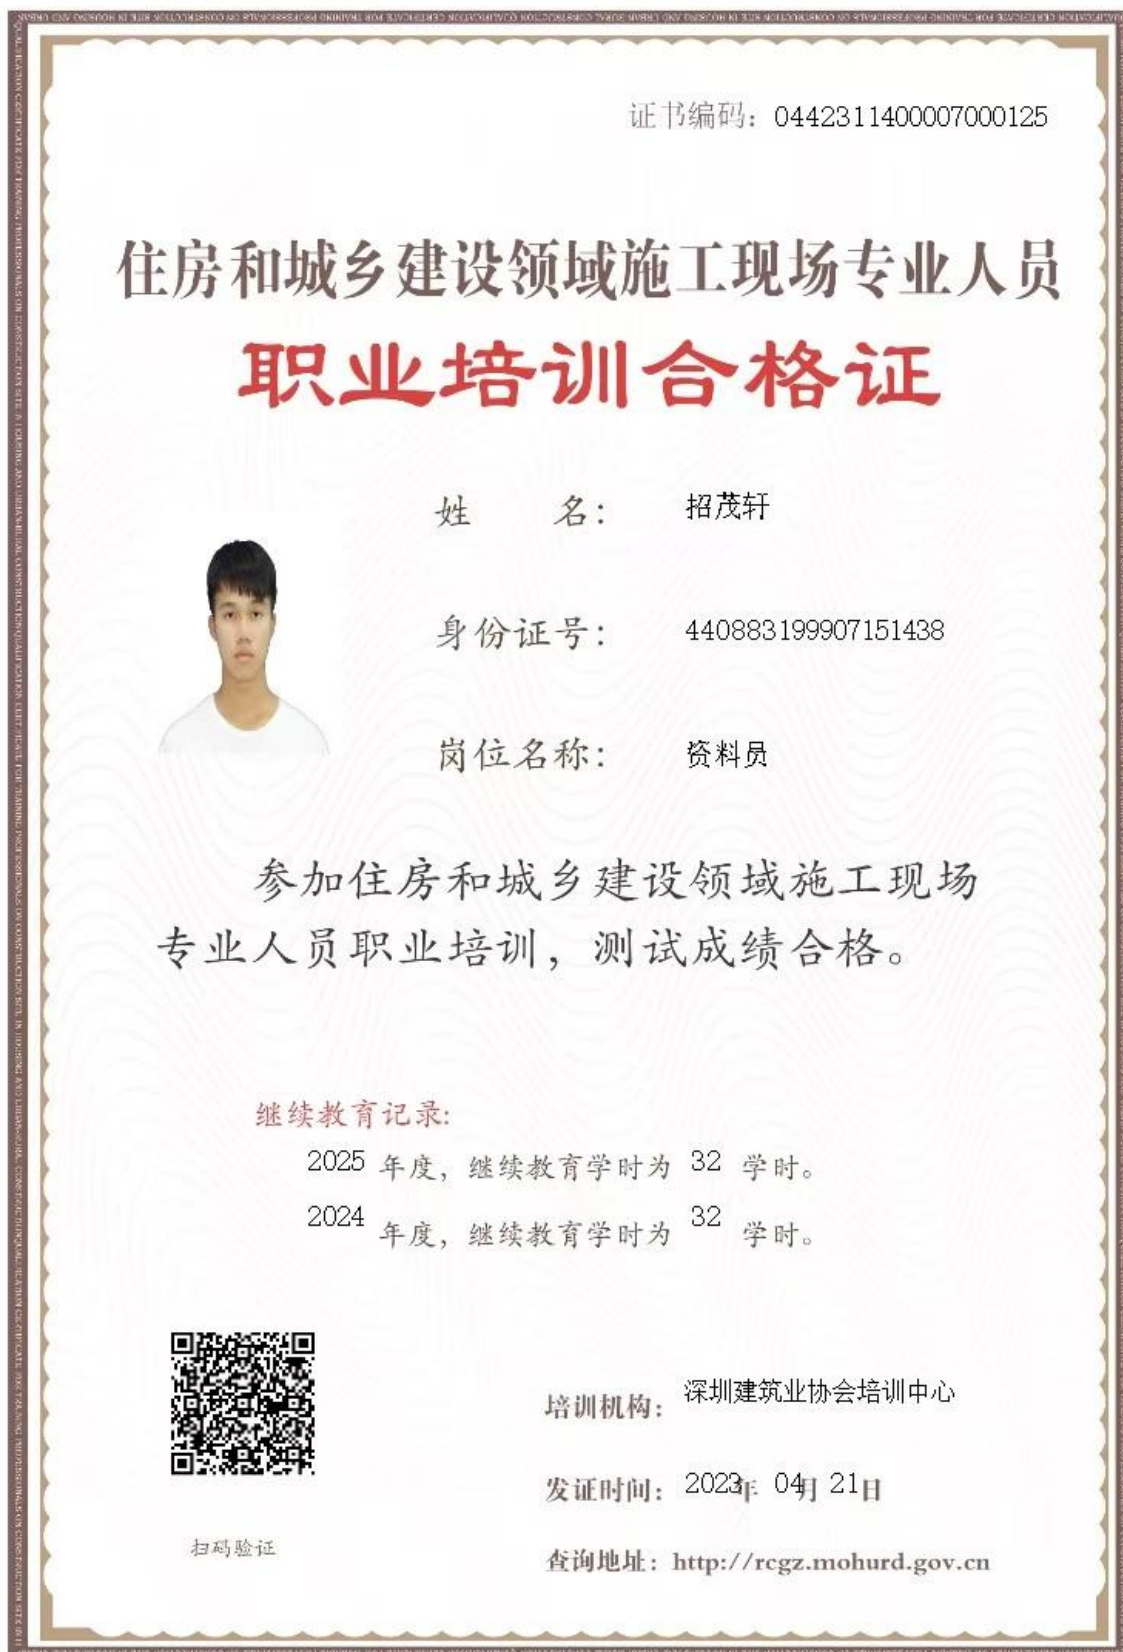 证书编码：0442311400007000125
住房和城乡建设领域施工现场专业人员
职业培训合格证
姓 名： 招茂轩
身份证号： 440883199907151438
岗位名称： 资料员
参加住房和城乡建设领域施工现场
专业人员职业培训，测试成绩合格。
继续教育记录:
2025 年度，继续教育学时为 32 学时。
2024 年度，继续教育学时为 32 学时。
培训机构： 深圳建筑业协会培训中心
发证时间： 2023年 04月 21日
扫码验证
查询地址：http://rcgz.mohurd.gov.cn